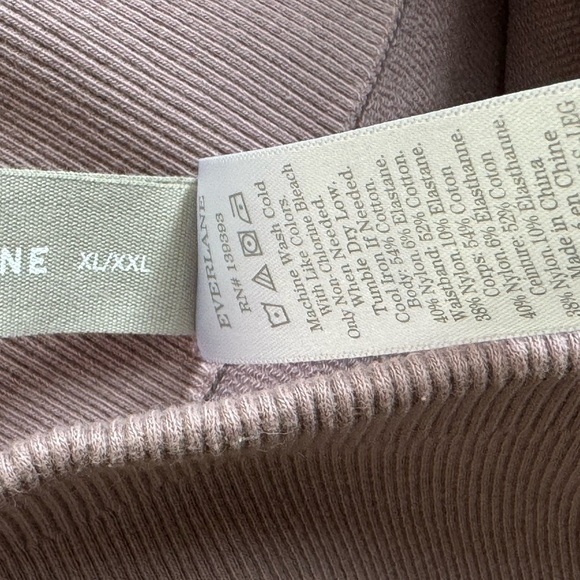 NE XL/XXL
EVERLANE
RN# 139393
Machine Wash Cold
With Like Colors.
Non-Chlorine Bleach
Only When Needed.
Tumble Dry Low.
Cool Iron If Needed.
Body: 54% Cotton.
40% Nylon, 6% Elastane.
Waistband: 52% Cotton.
38% Nylon, 10% Elastane.
Corps: 54% Coton.
40% Nylon, 6% Elasthanne.
Ceinture: 52% Coton.
38% Nylon, 10% Elasthanne.
Made in China
en Chine